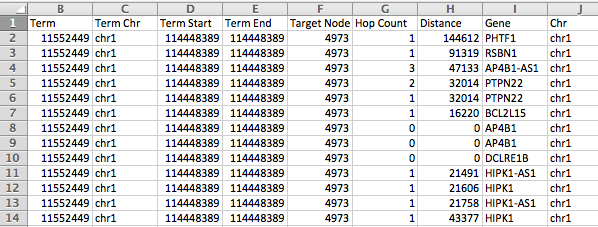 B C D E F G H I J
1 Term Term Chr Term Start Term End Target Node Hop Count Distance Gene Chr
2 11552449 chr1 114448389 114448389 4973 1 144612 PHTF1 chr1
3 11552449 chr1 114448389 114448389 4973 1 91319 RSBN1 chr1
4 11552449 chr1 114448389 114448389 4973 3 47133 AP4B1-AS1 chr1
5 11552449 chr1 114448389 114448389 4973 2 32014 PTPN22 chr1
6 11552449 chr1 114448389 114448389 4973 1 32014 PTPN22 chr1
7 11552449 chr1 114448389 114448389 4973 1 16220 BCL2L15 chr1
8 11552449 chr1 114448389 114448389 4973 0 0 AP4B1 chr1
9 11552449 chr1 114448389 114448389 4973 0 0 AP4B1 chr1
10 11552449 chr1 114448389 114448389 4973 0 0 DCLRE1B chr1
11 11552449 chr1 114448389 114448389 4973 1 21491 HIPK1-AS1 chr1
12 11552449 chr1 114448389 114448389 4973 1 21606 HIPK1 chr1
13 11552449 chr1 114448389 114448389 4973 1 21758 HIPK1-AS1 chr1
14 11552449 chr1 114448389 114448389 4973 1 43377 HIPK1 chr1